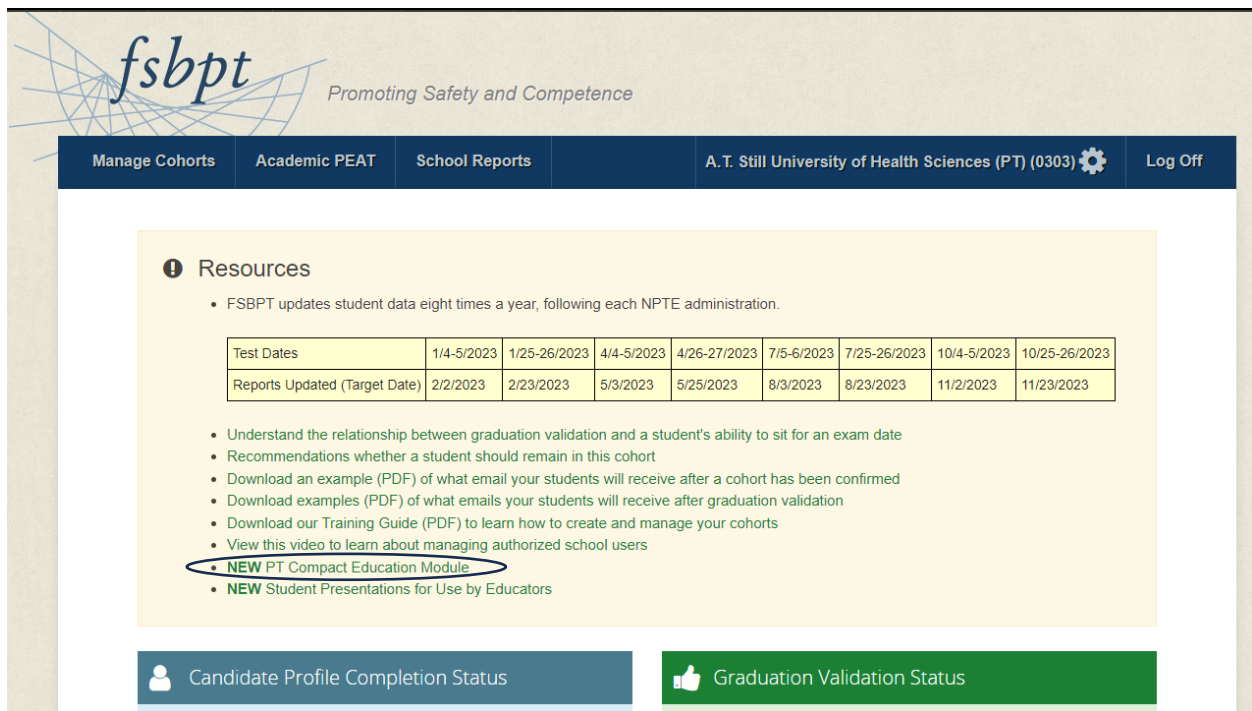 fsbpt
Promoting Safety and Competence
Manage Cohorts Academic PEAT School Reports A.T. Still University of Health Sciences (PT) (0303) Log Off
Resources
FSBPT updates student data eight times a year, following each NPTE administration.
Test Dates 1/4-5/2023 1/25-26/2023 4/4-5/2023 4/26-27/2023 7/5-6/2023 7/25-26/2023 10/4-5/2023 10/25-26/2023
Reports Updated (Target Date) 2/2/2023 2/23/2023 5/3/2023 5/25/2023 8/3/2023 8/23/2023 11/2/2023 11/23/2023
Understand the relationship between graduation validation and a student's ability to sit for an exam date
Recommendations whether a student should remain in this cohort
Download an example (PDF) of what email your students will receive after a cohort has been confirmed
Download examples (PDF) of what emails your students will receive after graduation validation
Download our Training Guide (PDF) to learn how to create and manage your cohorts
View this video to learn about managing authorized school users
NEW PT Compact Education Module
NEW Student Presentations for Use by Educators
Candidate Profile Completion Status Graduation Validation Status